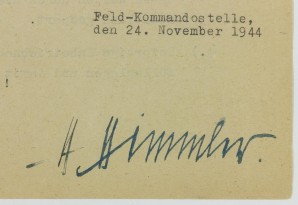 Feld-Kommandostelle,
den 24. November 1944
!
H Himmler.